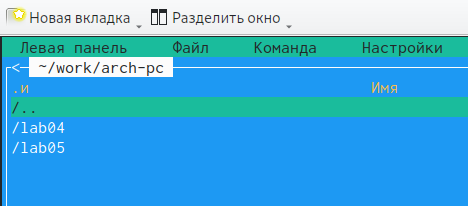 Новая вкладка Разделить окно
Левая панель Файл Команда Настройки
<─ ~/work/arch-pc
.и Имя
/..
/lab04
/lab05